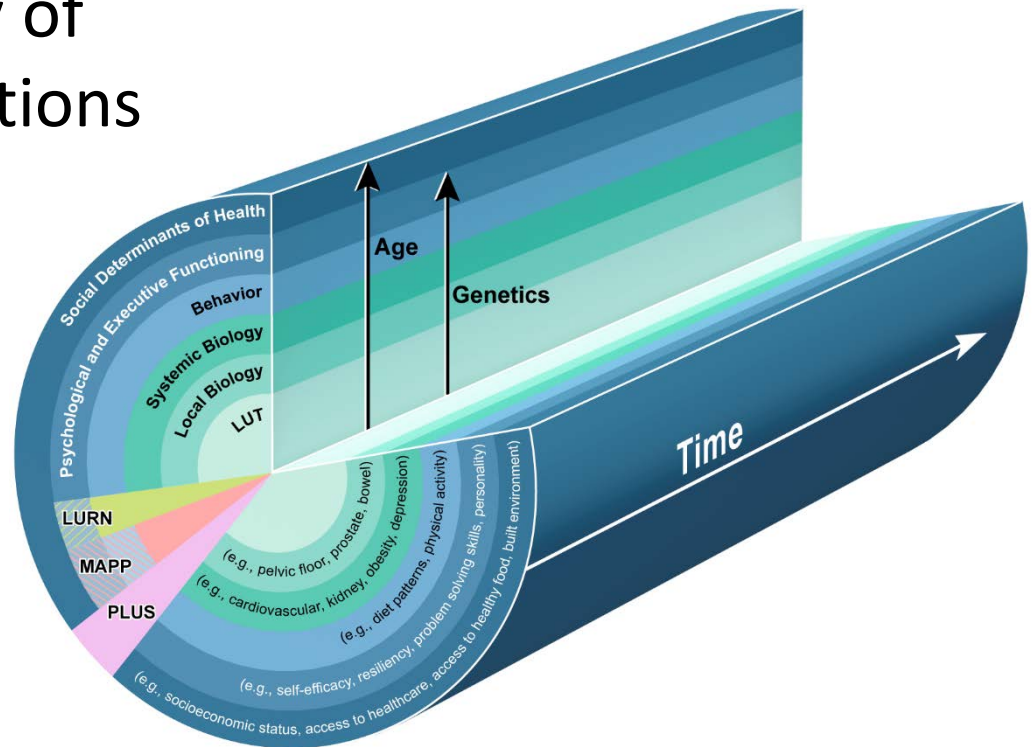 of
tions
Social Determinants of Health
Psychological and Executive Functioning
Behavior
Systemic Biology
Local Biology
LUT
Age
Genetics
Time
LURN
MAPP
PLUS
(e.g., pelvic floor, prostate, bowel)
(e.g., cardiovascular, kidney, obesity, depression)
(e.g., diet patterns, physical activity)
(e.g., self-efficacy, resiliency, problem solving skills, personality)
(e.g., socioeconomic status, access to healthcare, access to healthy food, built environment)